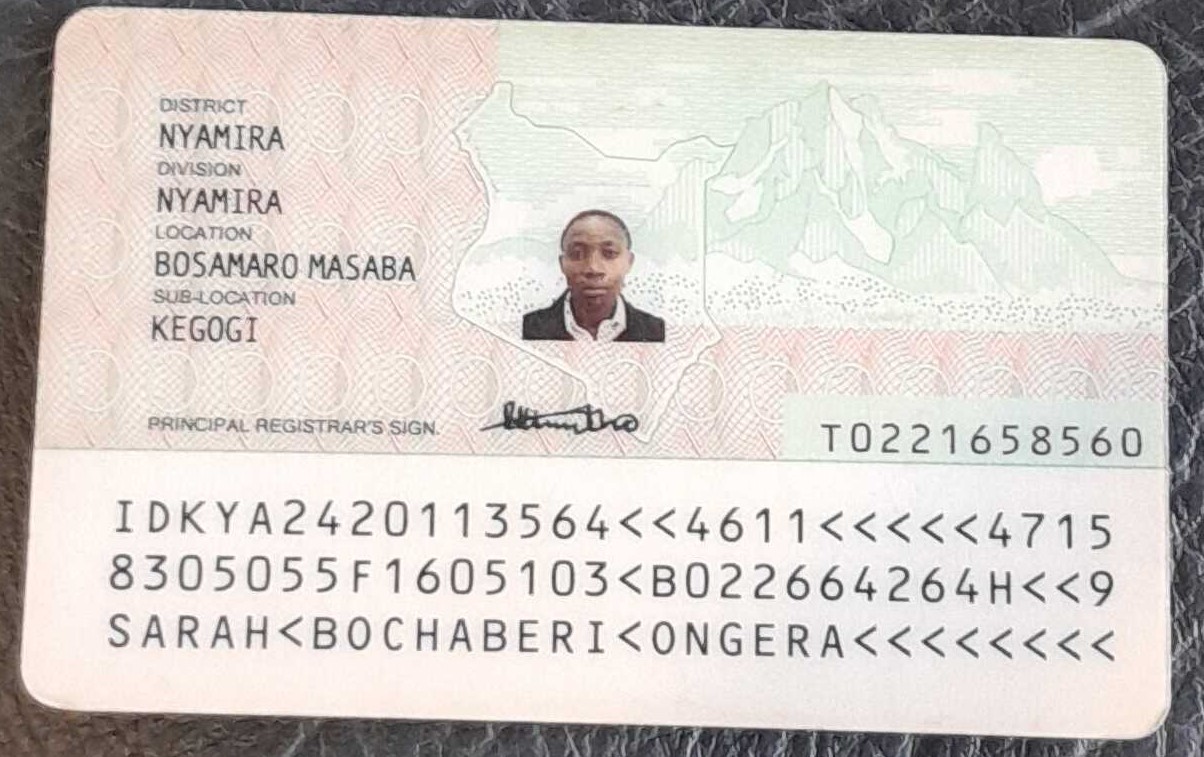 DISTRICT
NYAMIRA
DIVISION
NYAMIRA
LOCATION
BOSAMARO MASABA
SUB-LOCATION
KEGOGI
PRINCIPAL REGISTRAR'S SIGN.
T0221658560
IDKYA2420113564<<4611<<<<<4715
8305055F1605103<B022664264H<<9
SARAH<BOCHABERI<ONGERA<<<<<<<<